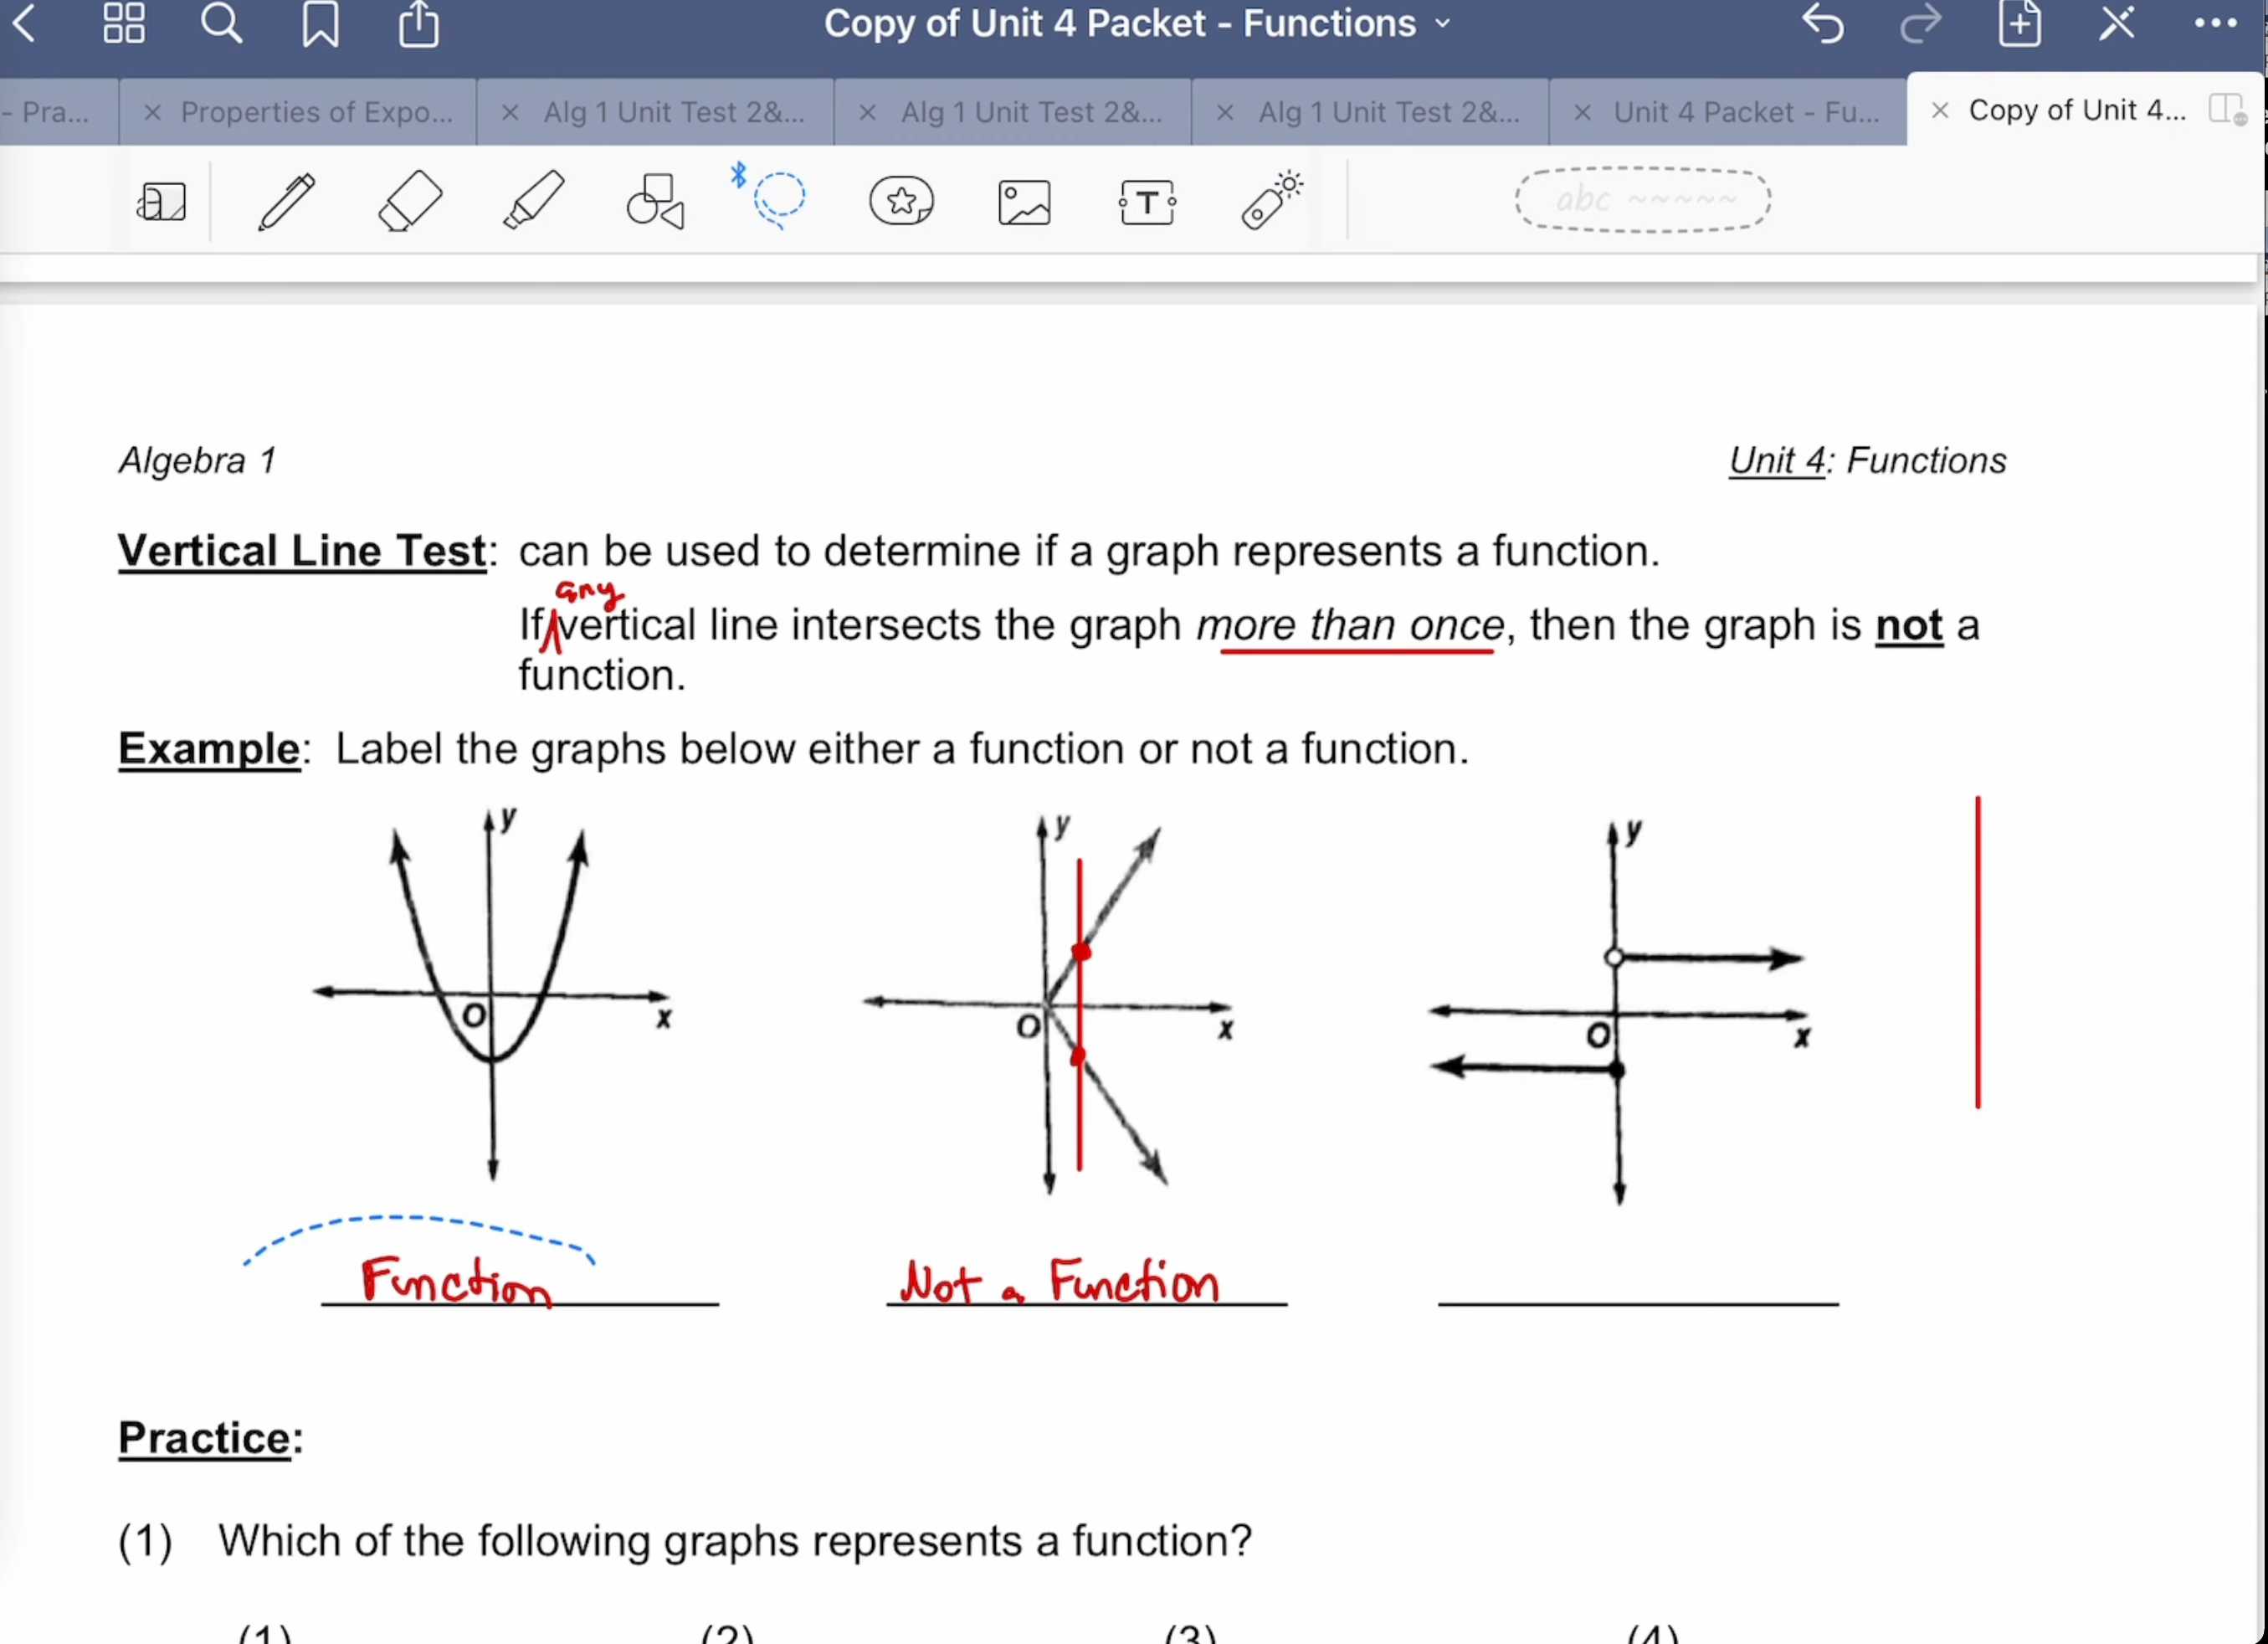 Copy of Unit 4 Packet - Functions
- Pra... × Properties of Expo... × Alg 1 Unit Test 2&... × Alg 1 Unit Test 2&... × Alg 1 Unit Test 2&... × Unit 4 Packet - Fu... × Copy of Unit 4...
a T abc
Algebra 1 Unit 4: Functions
Vertical Line Test: can be used to determine if a graph represents a function.
any
If vertical line intersects the graph more than once, then the graph is not a
function.
Example: Label the graphs below either a function or not a function.
y y y
O x O x O x
Function Not a Function
Practice:
(1) Which of the following graphs represents a function?
(1) (2) (3) (4)